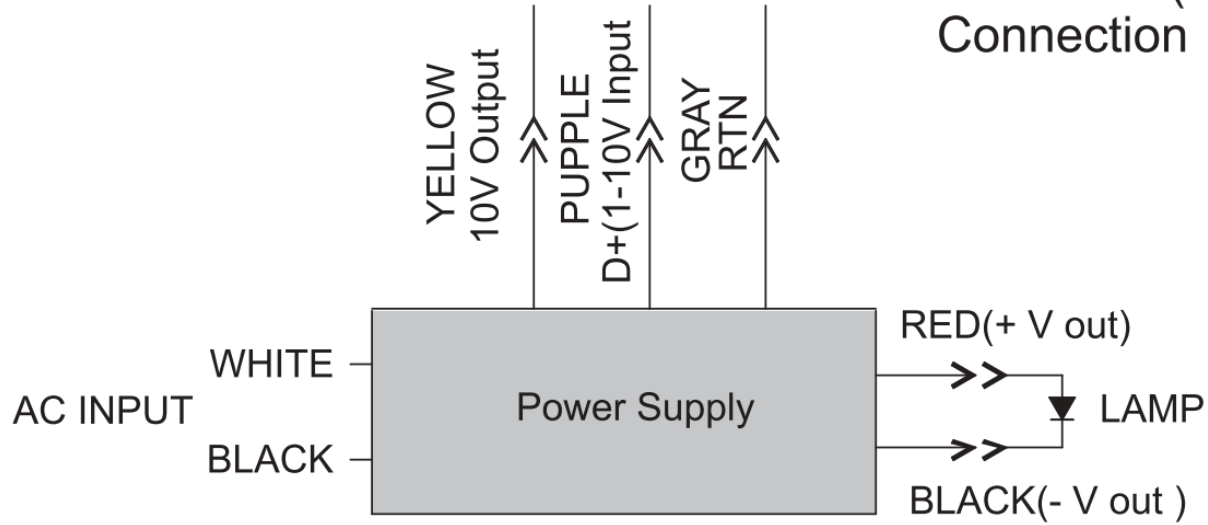 Connection
YELLOW
10V Output
PUPPLE
D+(1-10V Input
GRAY
RTN
WHITE
AC INPUT
BLACK
Power Supply
RED(+ V out)
LAMP
BLACK(- V out )